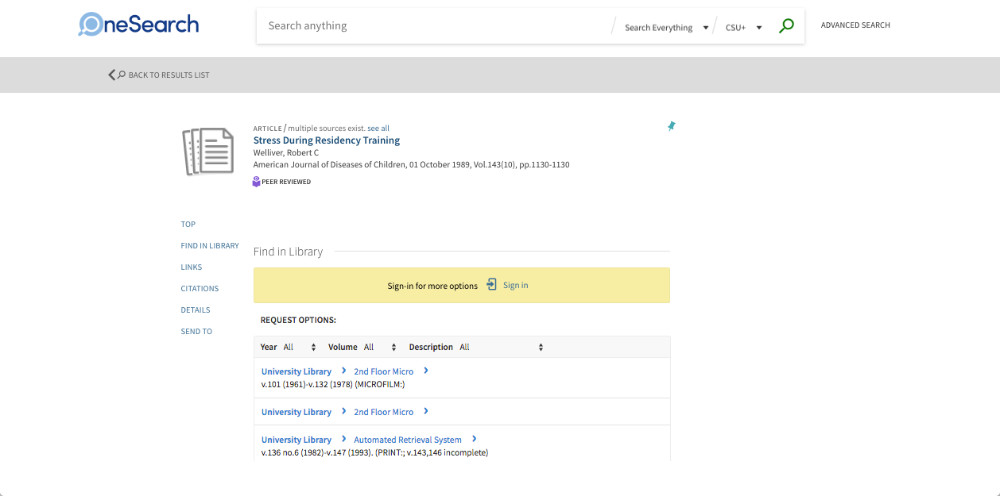 OneSearch
Search anything
Search Everything
CSU+
ADVANCED SEARCH
BACK TO RESULTS LIST
ARTICLE / multiple sources exist. see all
Stress During Residency Training
Welliver, Robert C
American Journal of Diseases of Children, 01 October 1989, Vol.143(10), pp.1130-1130
PEER REVIEWED
TOP
FIND IN LIBRARY
LINKS
CITATIONS
DETAILS
SEND TO
Find in Library
Sign-in for more options Sign in
REQUEST OPTIONS:
Year All Volume All Description All
University Library 2nd Floor Micro
v.101 (1961)-v.132 (1978) (MICROFILM:)
University Library 2nd Floor Micro
University Library Automated Retrieval System
v.136 no.6 (1982)-v.147 (1993). (PRINT:; v.143,146 incomplete)